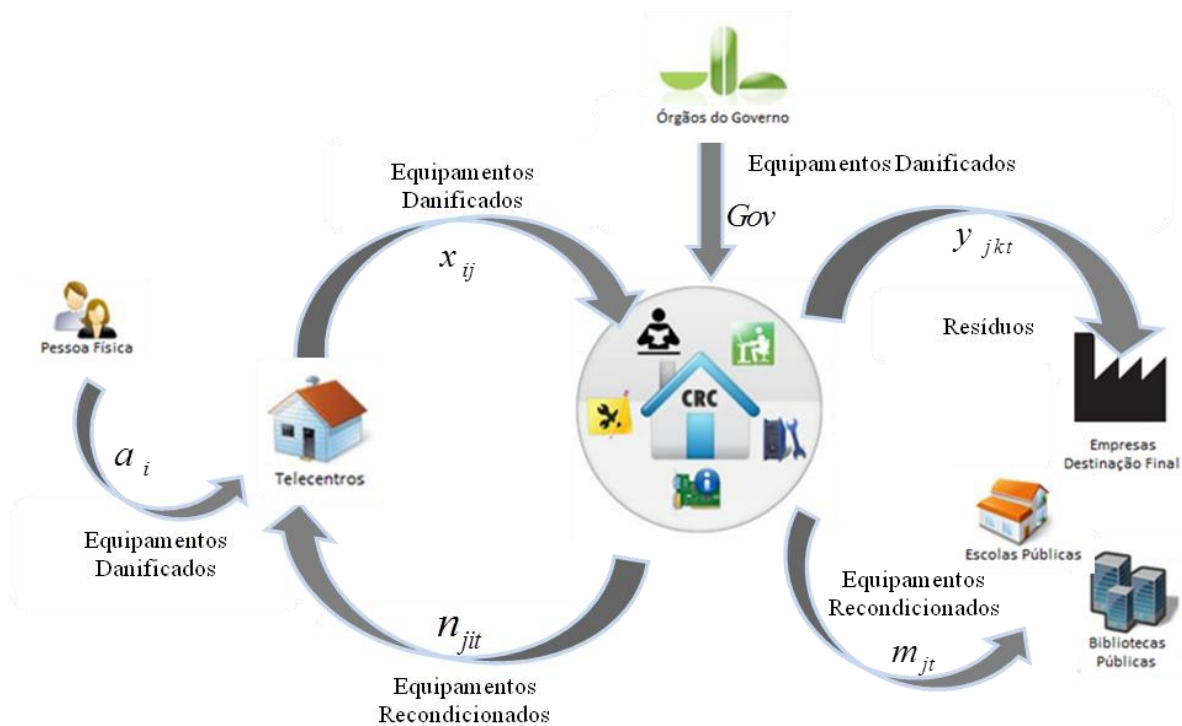 Órgãos do Governo
Equipamentos
Danificados
x ij
Equipamentos Danificados
Gov
y jkt
Resíduos
Pessoa Física
CRC
Telecentros
Empresas
Destinação Final
a i
Equipamentos
Danificados
Escolas Públicas
Equipamentos
Recondicionados
Bibliotecas
Públicas
n jit
m jt
Equipamentos
Recondicionados